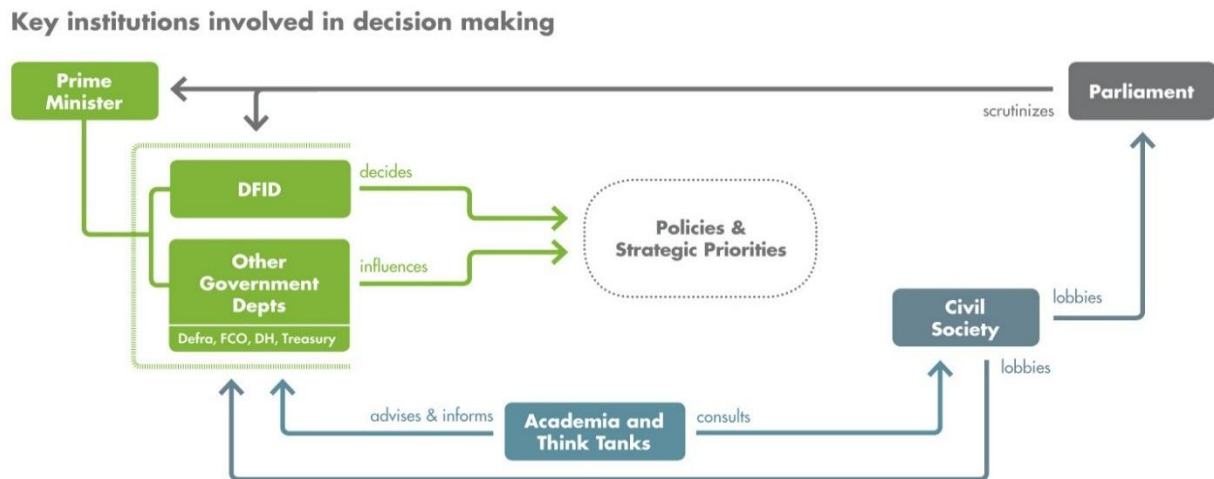 Key institutions involved in decision making
Prime
Minister
Parliament
scrutinizes
DFID
decides
Policies &
Strategic Priorities
Other
Government
Depts
influences
Defra, FCO, DH, Treasury
Civil
Society
lobbies
lobbies
advises & informs
Academia and
Think Tanks
consults